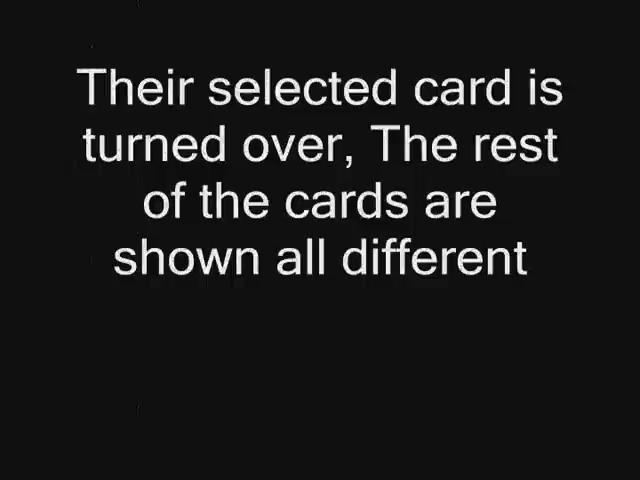 Their selected card is
turned over, The rest
of the cards are
shown all different